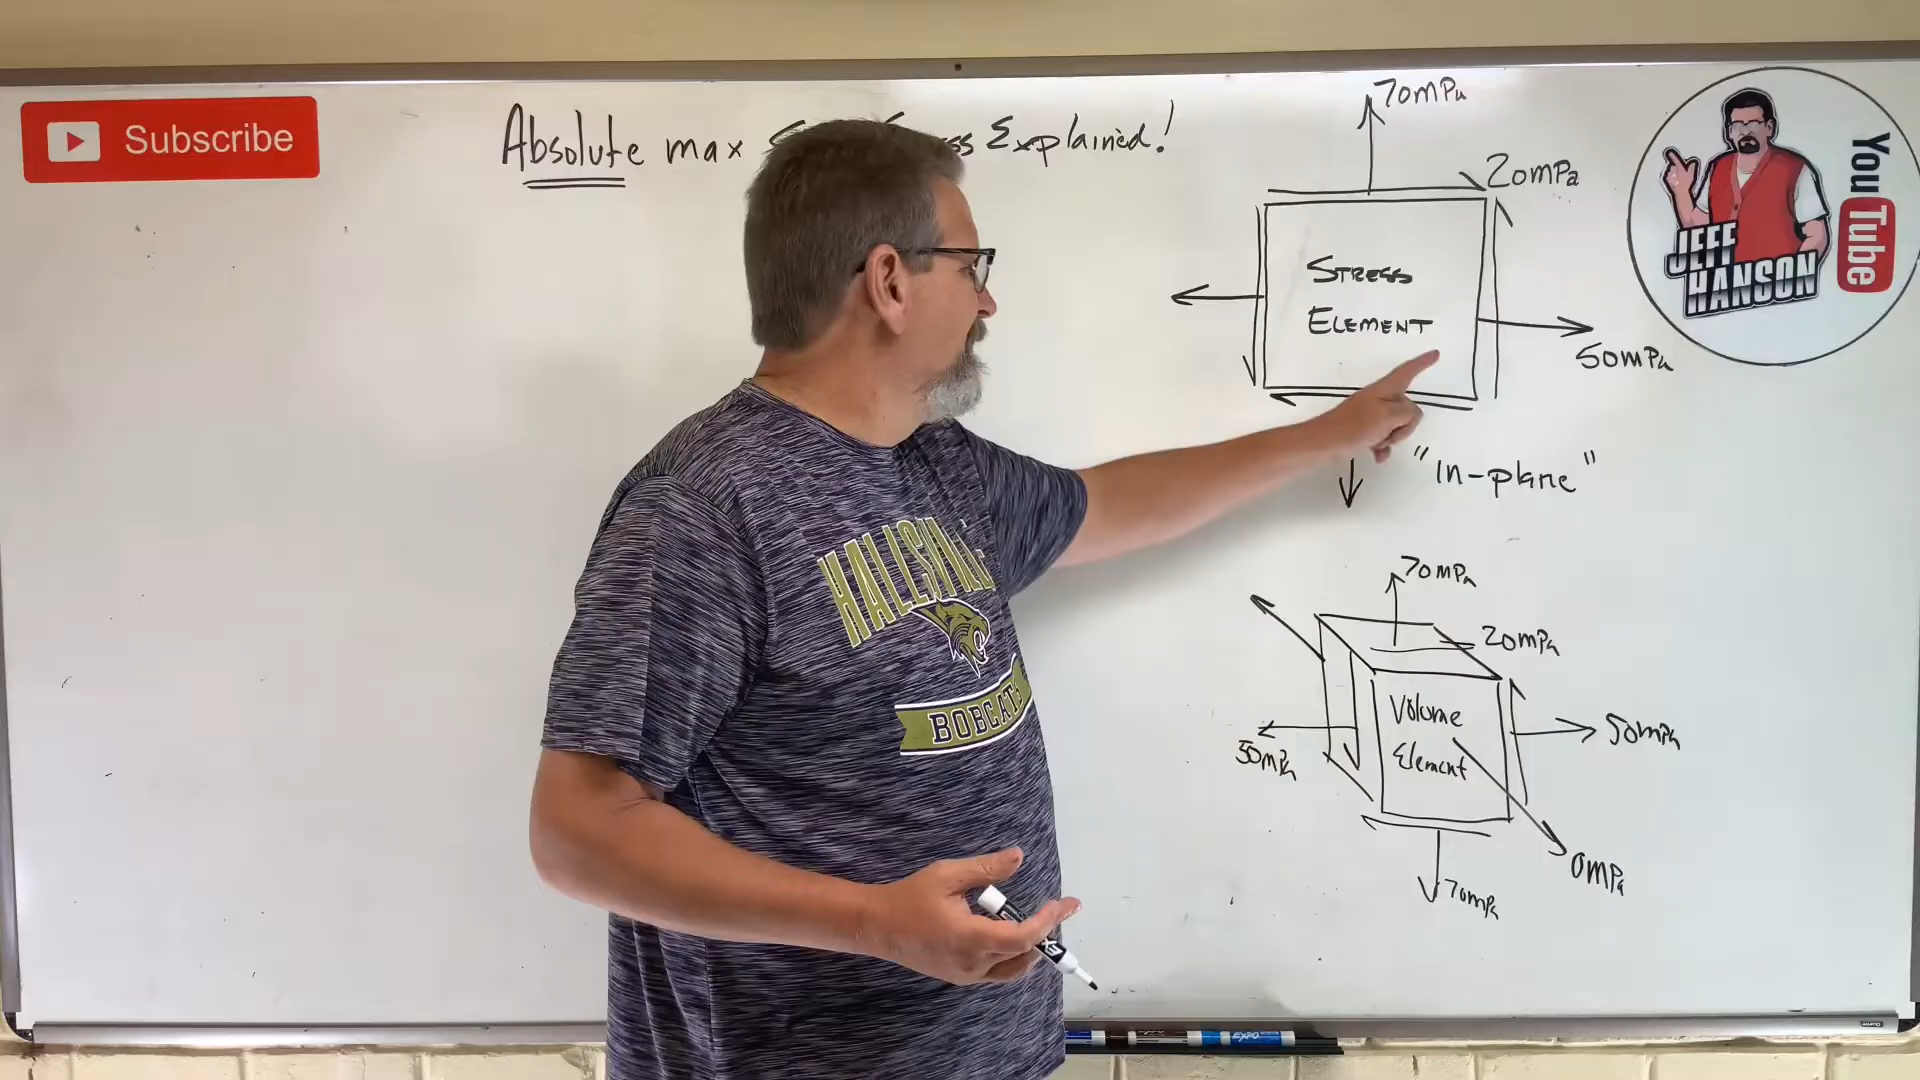 Subscribe
Absolute max
ss Explained!
70mPa
20mPa
STRESS
ELEMENT
50mPa
"in-plane"
JEFF
HANSON
YouTube
70mPa
20mPa
Volume
Element
50mPa
50mPa
0mPa
70mPa
HALLSVILLE
BOBCATS
EXPO